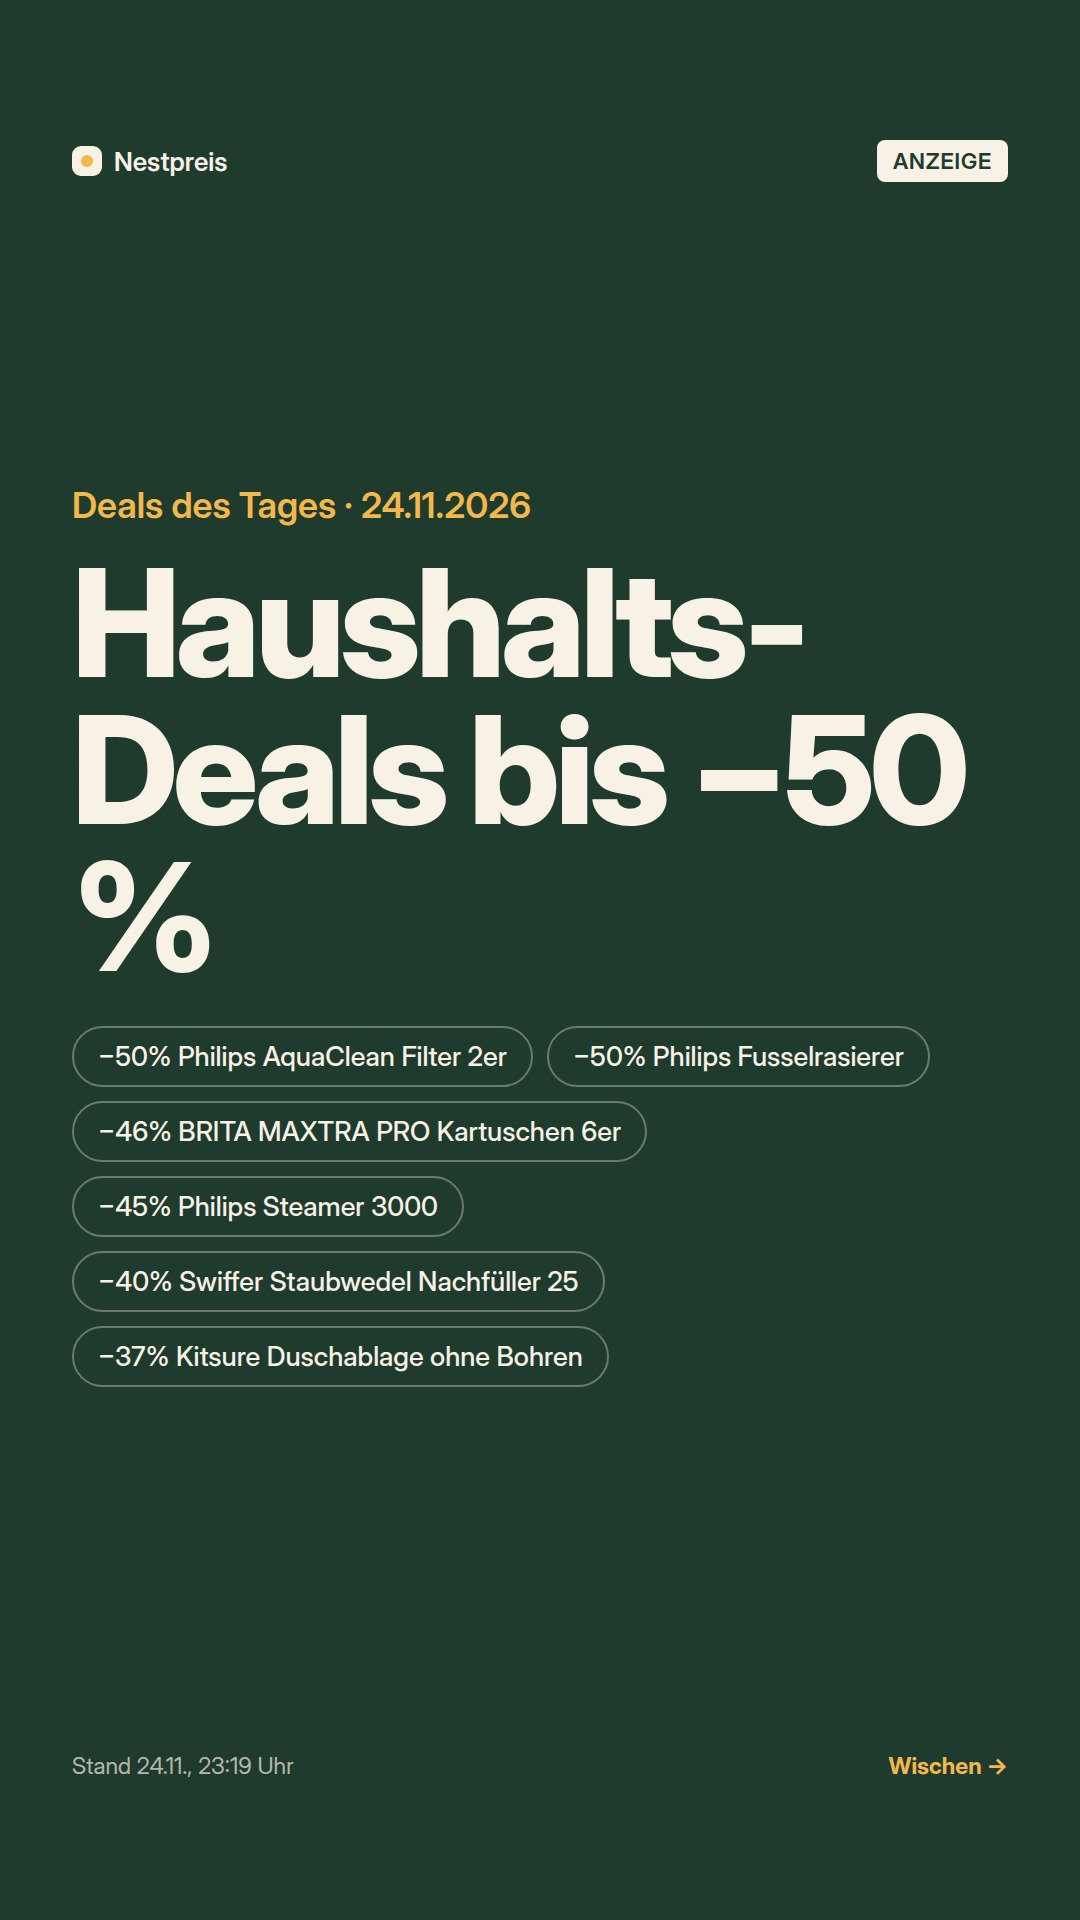 Nestpreis
ANZEIGE
Deals des Tages · 24.11.2026
Haushalts-
Deals bis −50
%
−50% Philips AquaClean Filter 2er
−50% Philips Fusselrasierer
−46% BRITA MAXTRA PRO Kartuschen 6er
−45% Philips Steamer 3000
−40% Swiffer Staubwedel Nachfüller 25
−37% Kitsure Duschablage ohne Bohren
Stand 24.11., 23:19 Uhr
Wischen →